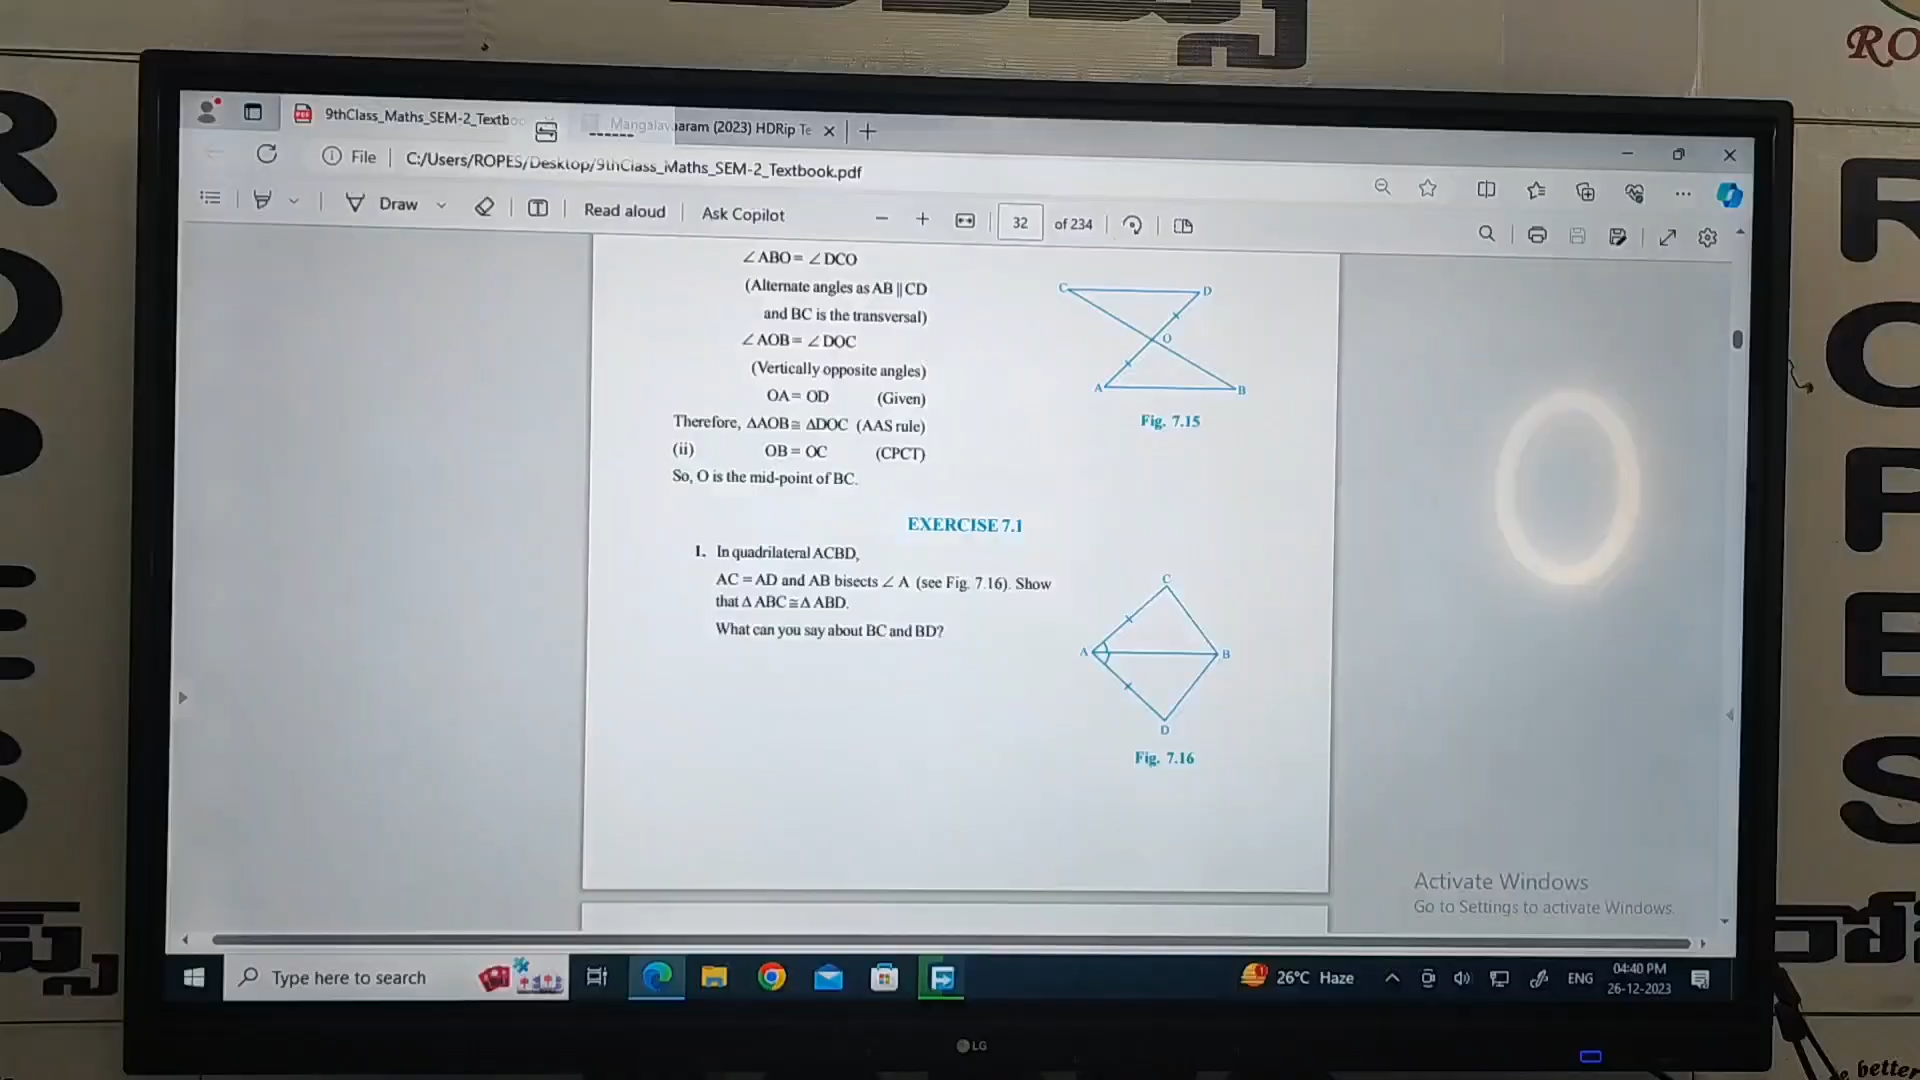 RO
9thClass_Maths_SEM-2_Textbo
Mangalav
aram (2023) HDRip Te
File
C:/Users/ROPES/Desktop/9thClass_Maths_SEM-2_Textbook.pdf
Draw
Read aloud
Ask Copilot
32
of 234
∠ABO = ∠DCO
(Alternate angles as AB || CD
and BC is the transversal)
∠AOB = ∠DOC
(Vertically opposite angles)
OA = OD (Given)
Therefore, ΔAOB ≅ ΔDOC (AAS rule)
(ii) OB = OC (CPCT)
So, O is the mid-point of BC.
C
D
O
A
B
Fig. 7.15
EXERCISE 7.1
1. In quadrilateral ACBD,
AC = AD and AB bisects ∠A (see Fig. 7.16). Show
that Δ ABC ≅ Δ ABD.
What can you say about BC and BD?
C
A
B
D
Fig. 7.16
Activate Windows
Go to Settings to activate Windows.
Type here to search
26°C Haze
ENG
04:40 PM
26-12-2023
LG
ROPES
better